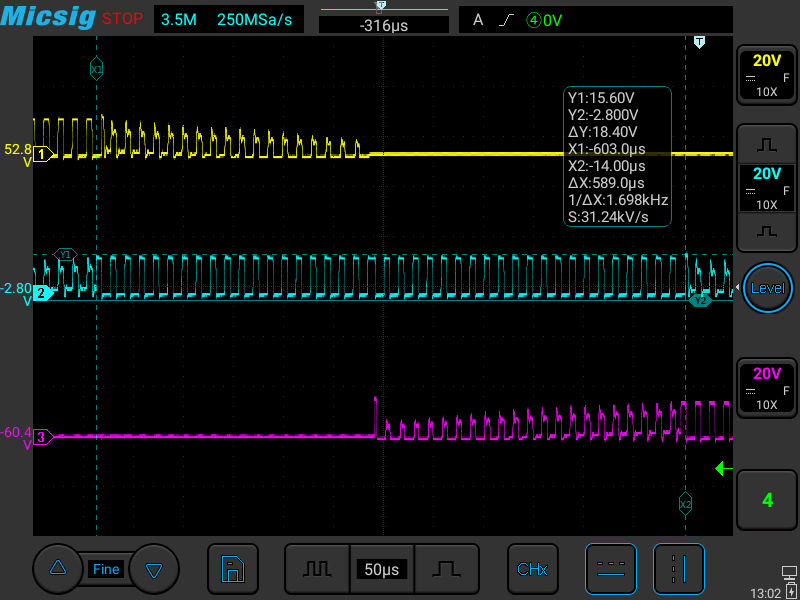 Micsig STOP 3.5M 250MSa/s -316µs A ④0V
T
T
20V
F
10X
X1
Y1:15.60V
Y2:-2.800V
ΔY:18.40V
X1:-603.0µs
X2:-14.00µs
ΔX:589.0µs
1/ΔX:1.698kHz
S:31.24kV/s
52.8
V
1
20V
F
10X
Y1
-2.80
V
2
Y2
Level
20V
F
10X
-60.4
V
3
X2
4
Fine
50µs
CHx
13:02